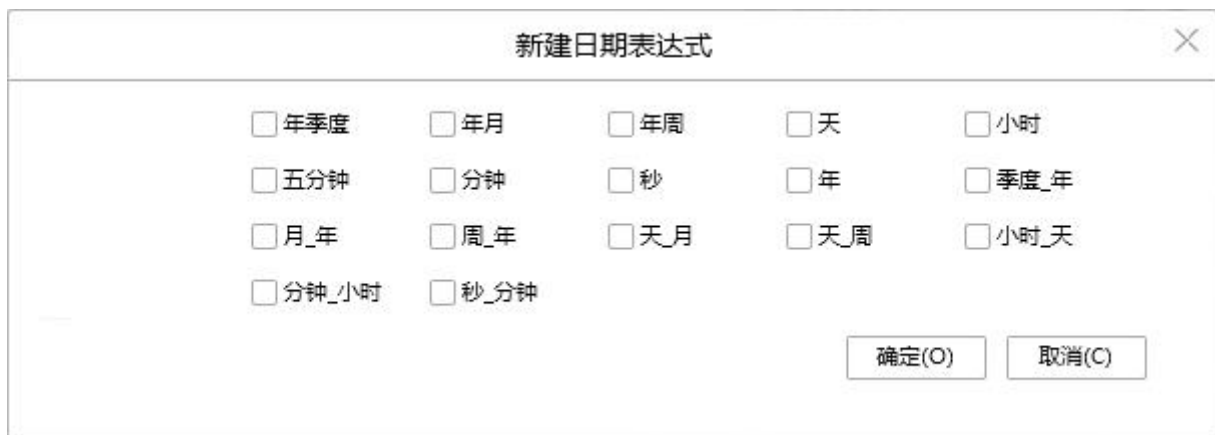 新建日期表达式
年季度 年月 年周 天 小时
五分钟 分钟 秒 年 季度_年
月_年 周_年 天_月 天_周 小时_天
分钟_小时 秒_分钟
确定(O) 取消(C)